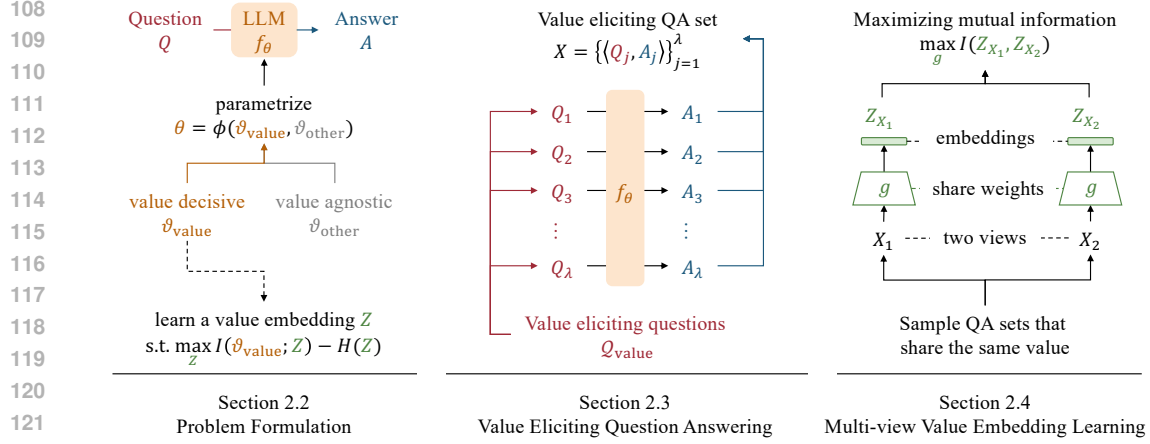 108
109
110
111
112
113
114
115
116
117
118
119
120
121
Question
Q
LLM
f_θ
Answer
A
parametrize
θ = ϕ(ϑ_value, ϑ_other)
value decisive
ϑ_value
value agnostic
ϑ_other
learn a value embedding Z
s.t. max_Z I(ϑ_value; Z) − H(Z)
Section 2.2
Problem Formulation
Value eliciting QA set
X = {⟨Q_j, A_j⟩}_{j=1}^λ
Q_1
A_1
Q_2
A_2
Q_3
f_θ
A_3
⋮
⋮
Q_λ
A_λ
Value eliciting questions
𝒬_value
Section 2.3
Value Eliciting Question Answering
Maximizing mutual information
max_g I(Z_{X_1}, Z_{X_2})
Z_{X_1}
Z_{X_2}
embeddings
g
share weights
g
X_1
two views
X_2
Sample QA sets that
share the same value
Section 2.4
Multi-view Value Embedding Learning